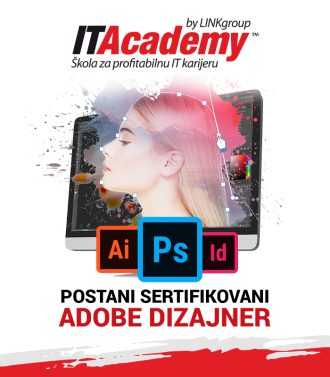 by LINKgroup
ITAcademy™
Škola za profitabilnu IT karijeru
Ai Ps Id
POSTANI SERTIFIKOVANI
ADOBE DIZAJNER